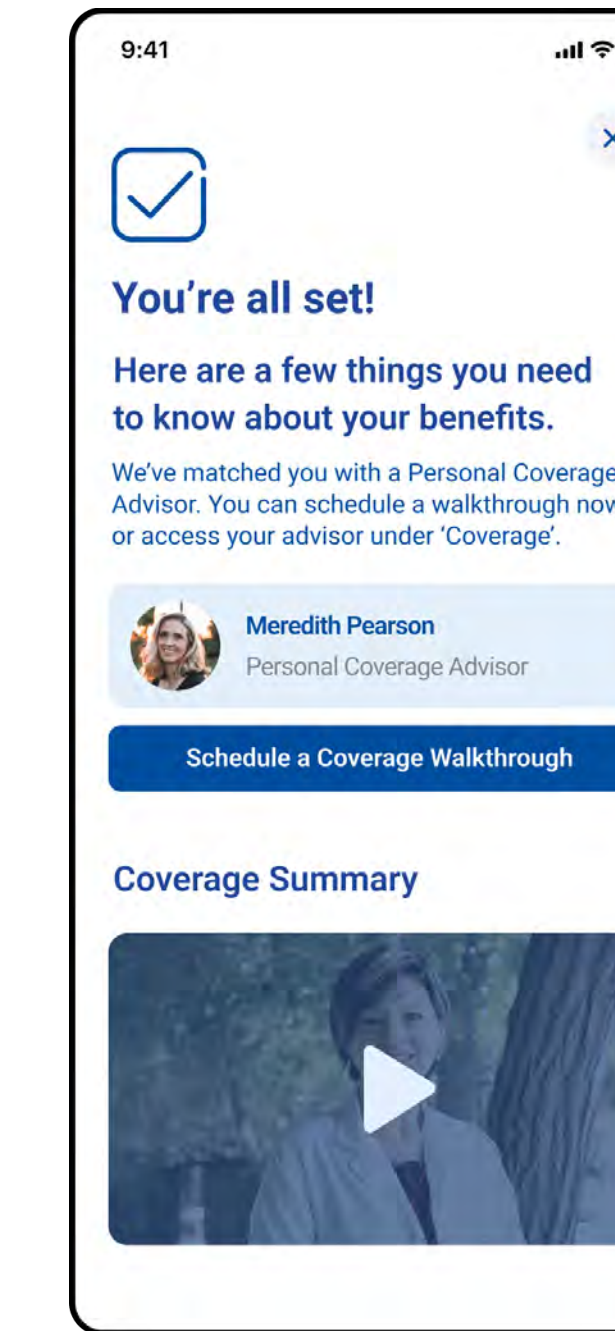 9:41
You’re all set!
Here are a few things you need
to know about your benefits.
We’ve matched you with a Personal Coverage
Advisor. You can schedule a walkthrough now
or access your advisor under ‘Coverage’.
Meredith Pearson
Personal Coverage Advisor
Schedule a Coverage Walkthrough
Coverage Summary